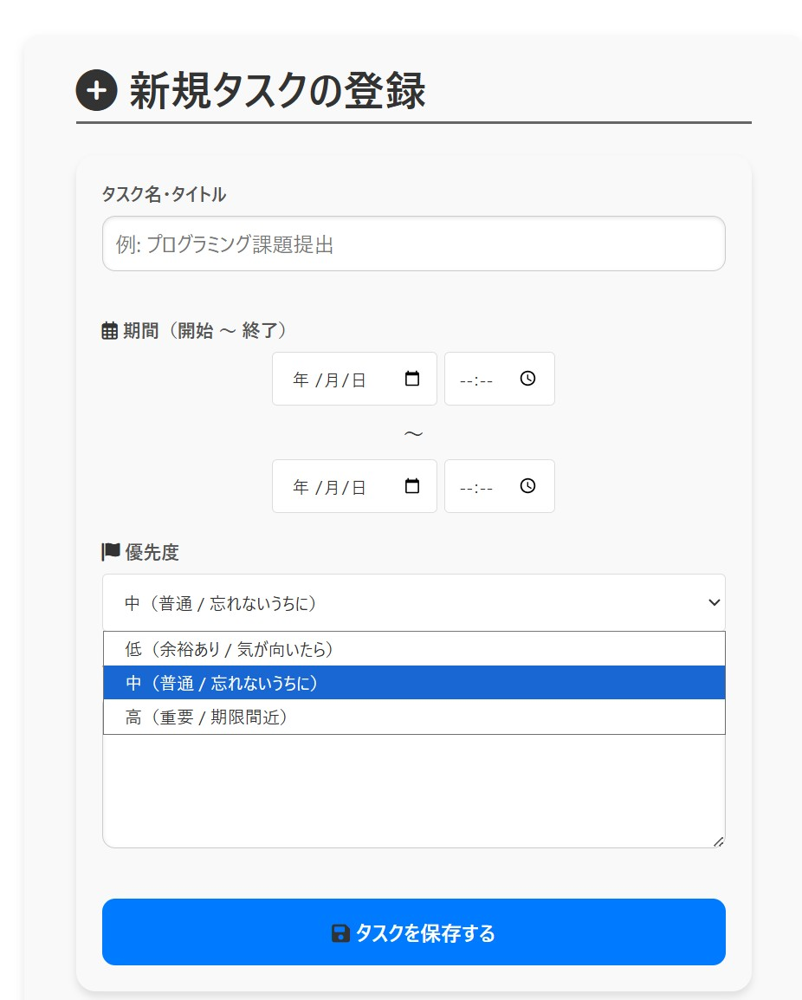 新規タスクの登録
タスク名・タイトル
例: プログラミング課題提出
期間（開始 ～ 終了）
年 /月/日 --:--
～
年 /月/日 --:--
優先度
中（普通 / 忘れないうちに）
低（余裕あり / 気が向いたら）
中（普通 / 忘れないうちに）
高（重要 / 期限間近）
タスクを保存する